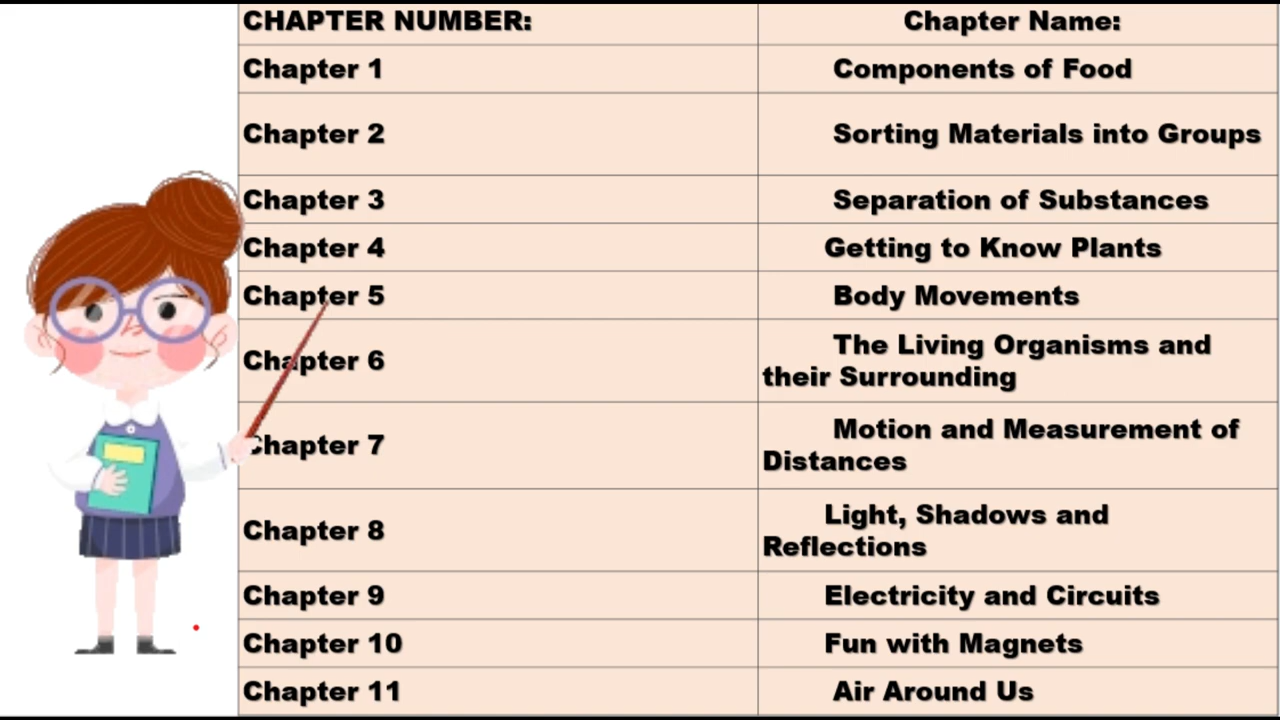 CHAPTER NUMBER: Chapter Name:
Chapter 1 Components of Food
Chapter 2 Sorting Materials into Groups
Chapter 3 Separation of Substances
Chapter 4 Getting to Know Plants
Chapter 5 Body Movements
Chapter 6 The Living Organisms and
their Surrounding
Chapter 7 Motion and Measurement of
Distances
Chapter 8 Light, Shadows and
Reflections
Chapter 9 Electricity and Circuits
Chapter 10 Fun with Magnets
Chapter 11 Air Around Us